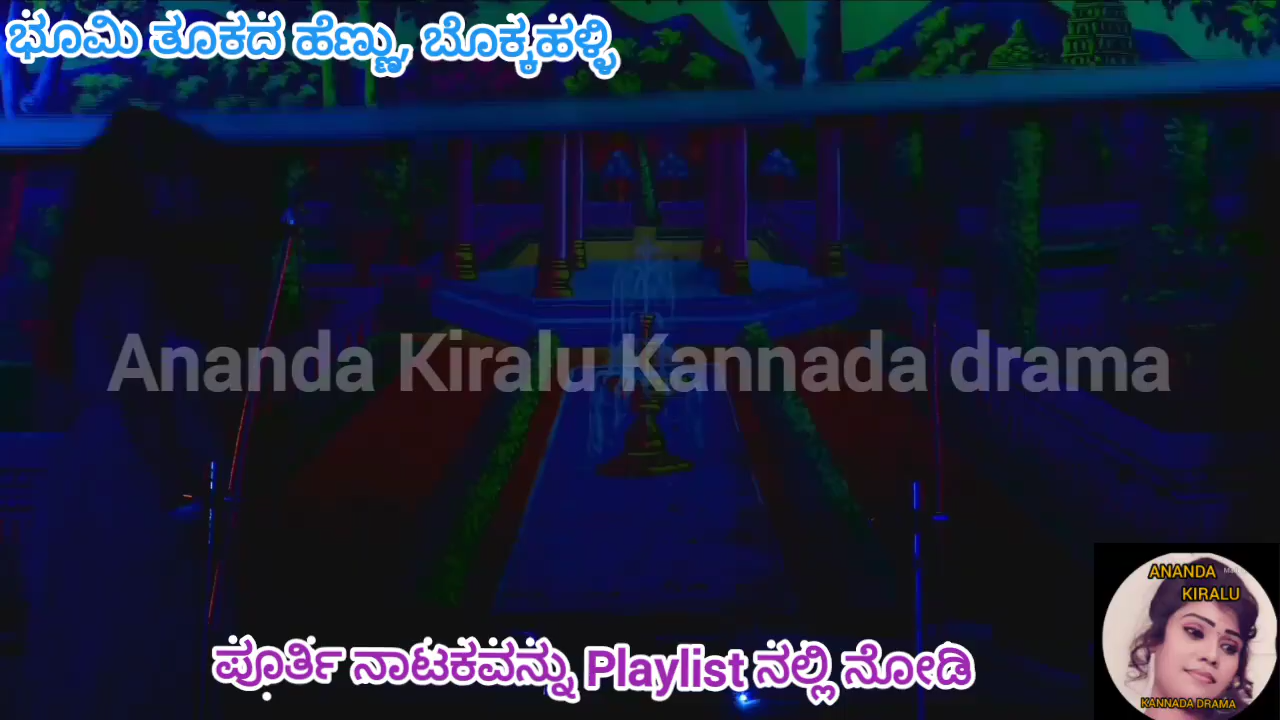 ಭೂಮಿ ತೂಕದ ಹೆಣ್ಣು, ಬೊಕ್ಕಹಳ್ಳಿ
Ananda Kiralu Kannada drama
ANANDA
KIRALU
KANNADA DRAMA
ಪೂರ್ತಿ ನಾಟಕವನ್ನು Playlist ನಲ್ಲಿ ನೋಡಿ